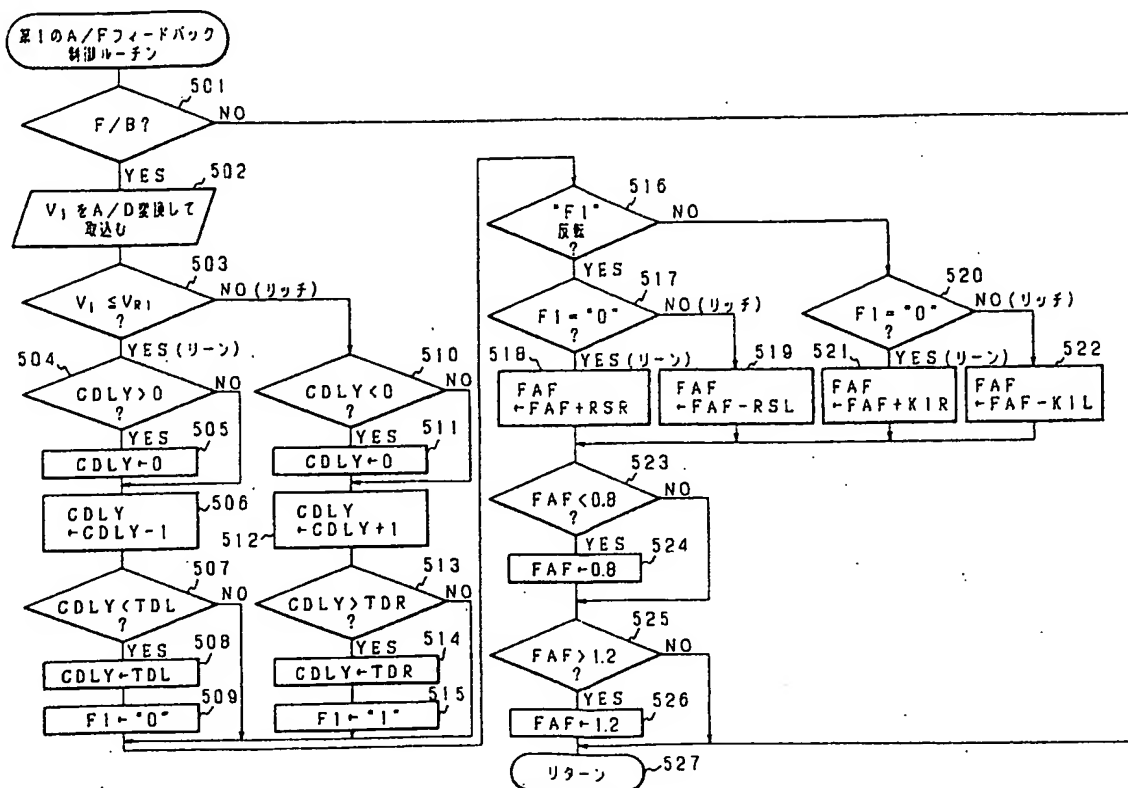 第1のA/Fフィードバック
制御ルーチン
501
F/B?
NO
YES
502
V1をA/D変換して
取込む
503
V1≦VR1
?
NO(リッチ)
YES(リーン)
504
CDLY>0
?
NO
YES
505
CDLY←0
506
CDLY
←CDLY-1
507
CDLY<TDL
?
NO
YES
508
CDLY←TDL
509
F1←"0"
510
CDLY<0
?
NO
YES
511
CDLY←0
512
CDLY
←CDLY+1
513
CDLY>TDR
?
NO
YES
514
CDLY←TDR
515
F1←"1"
516
"F1"
反転
?
NO
YES
517
F1="0"
?
NO(リッチ)
YES(リーン)
518
FAF
←FAF+RSR
519
FAF
←FAF-RSL
520
F1="0"
?
NO(リッチ)
YES(リーン)
521
FAF
←FAF+KIR
522
FAF
←FAF-KIL
523
FAF<0.8
?
NO
YES
524
FAF←0.8
525
FAF>1.2
?
NO
YES
526
FAF←1.2
リターン
527